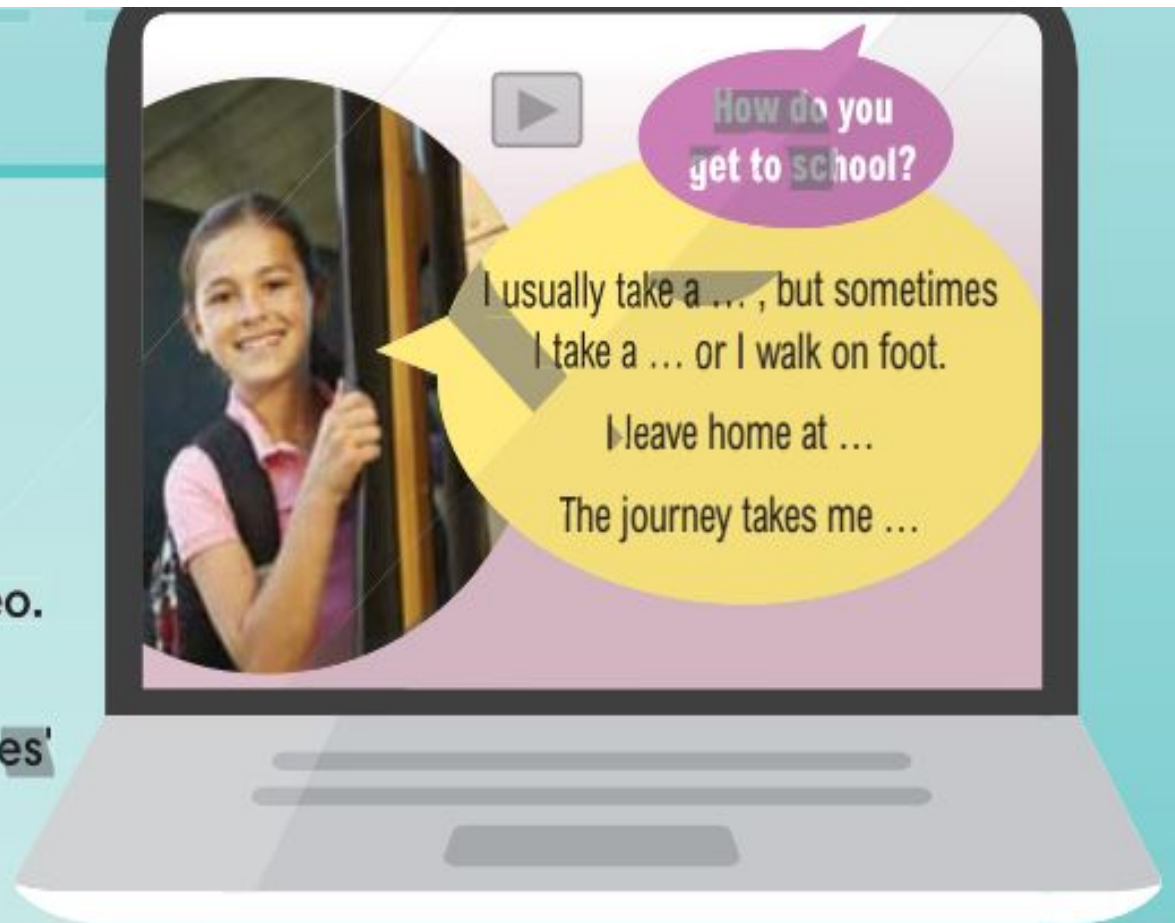 How do you
get to school?
I usually take a … , but sometimes
I take a … or I walk on foot.
I leave home at …
The journey takes me …
eo.
es'